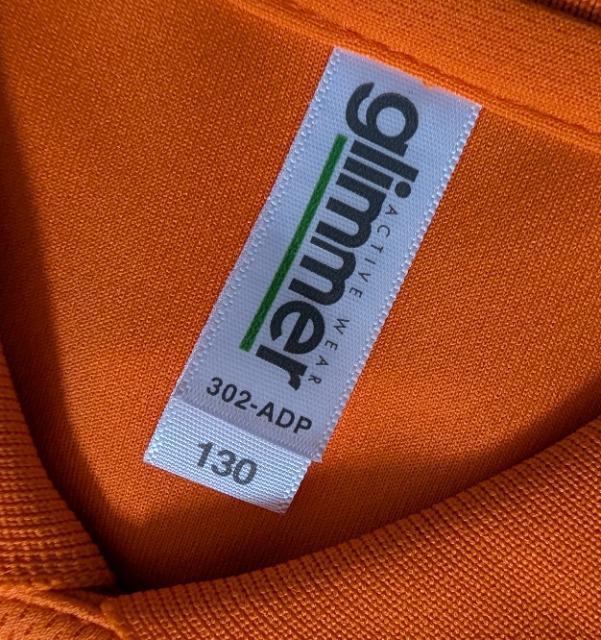 glimmer
ACTIVE WEAR
302-ADP
130